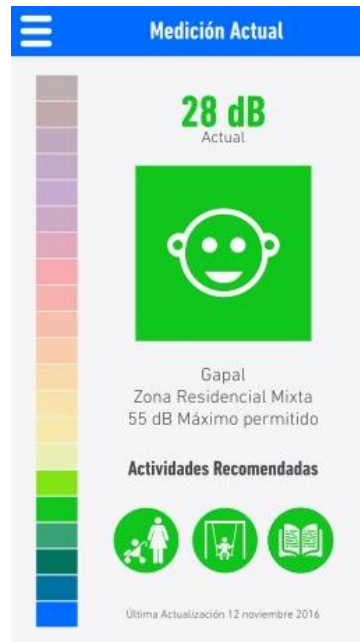 Medición Actual
28 dB
Actual
Gapal
Zona Residencial Mixta
55 dB Máximo permitido
Actividades Recomendadas
Última Actualización 12 noviembre 2016